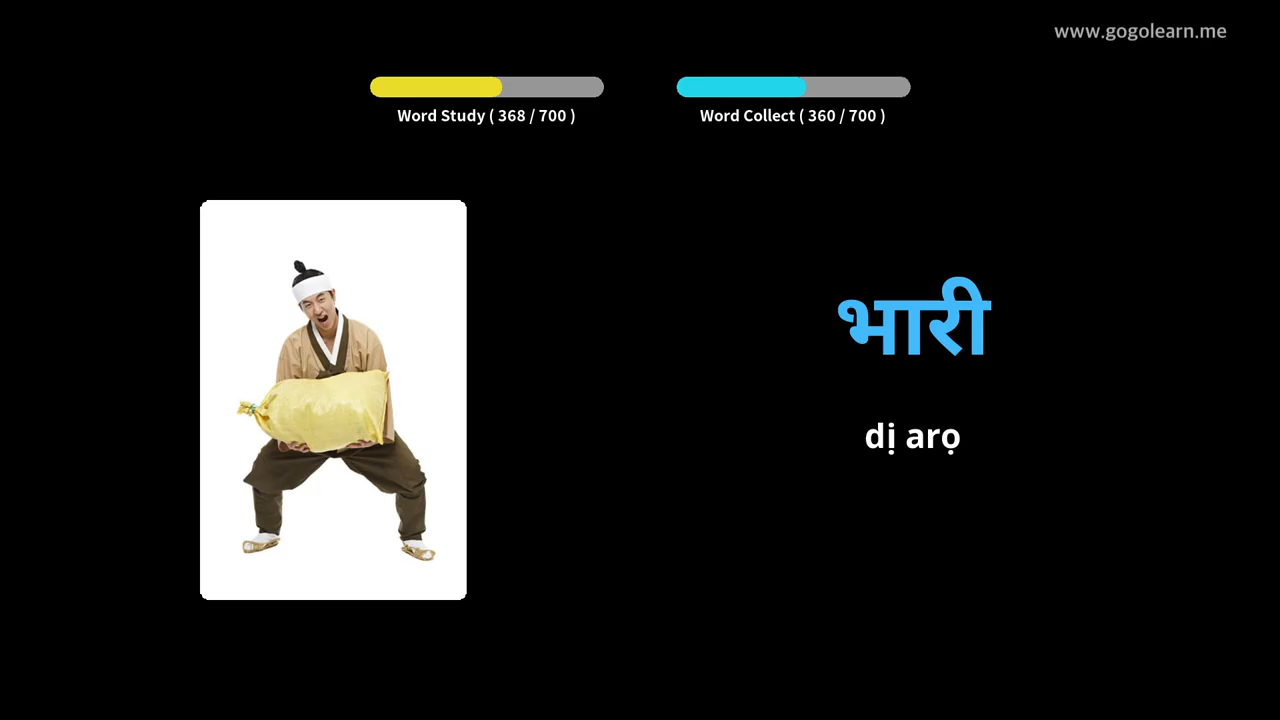 www.gogolearn.me
Word Study ( 368 / 700 )
Word Collect ( 360 / 700 )
भारी
dị arọ